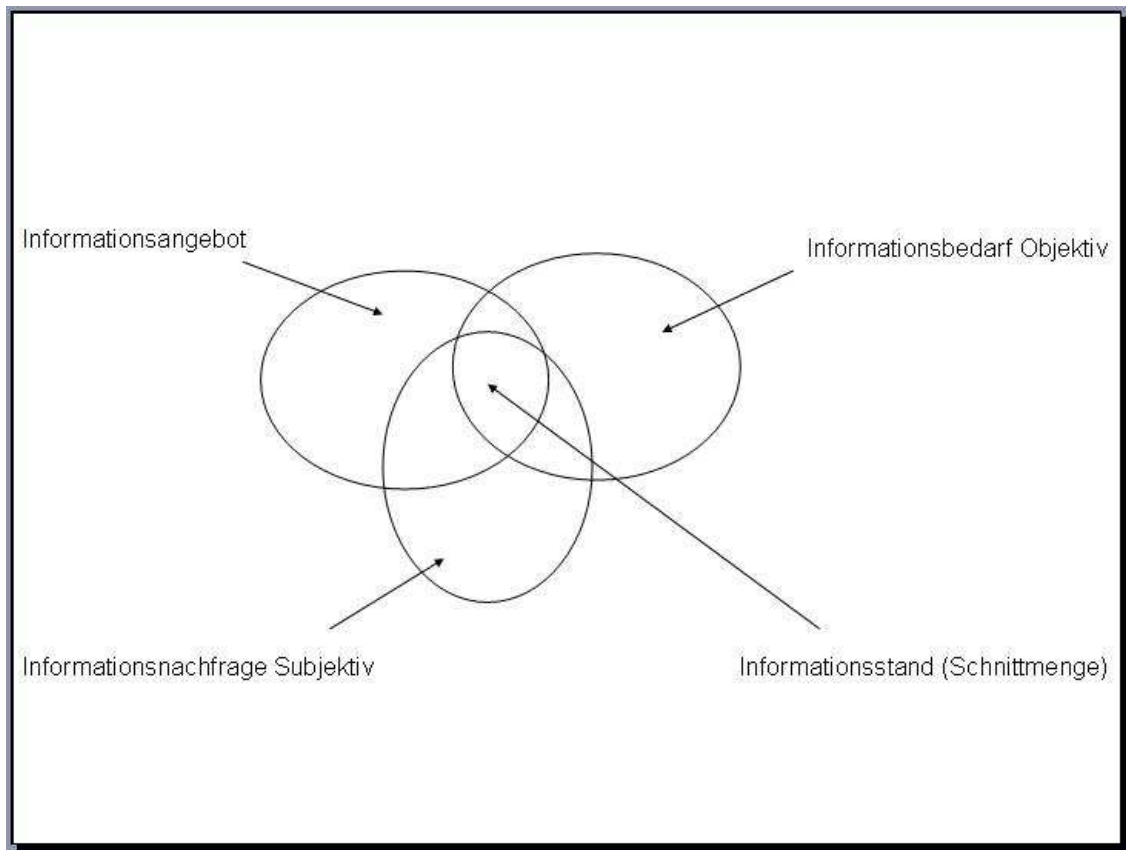 Informationsangebot
Informationsbedarf Objektiv
Informationsnachfrage Subjektiv
Informationsstand (Schnittmenge)